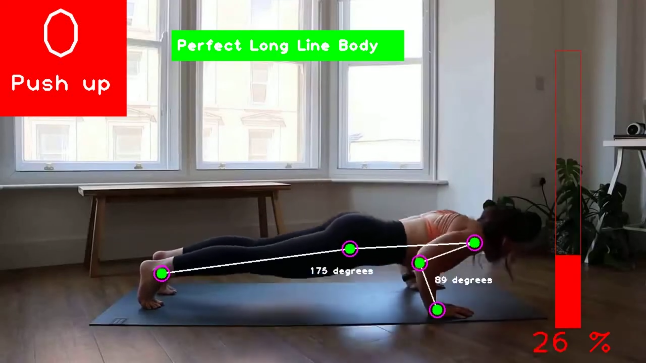 0
Push up
Perfect Long Line Body
175 degrees
89 degrees
26 %